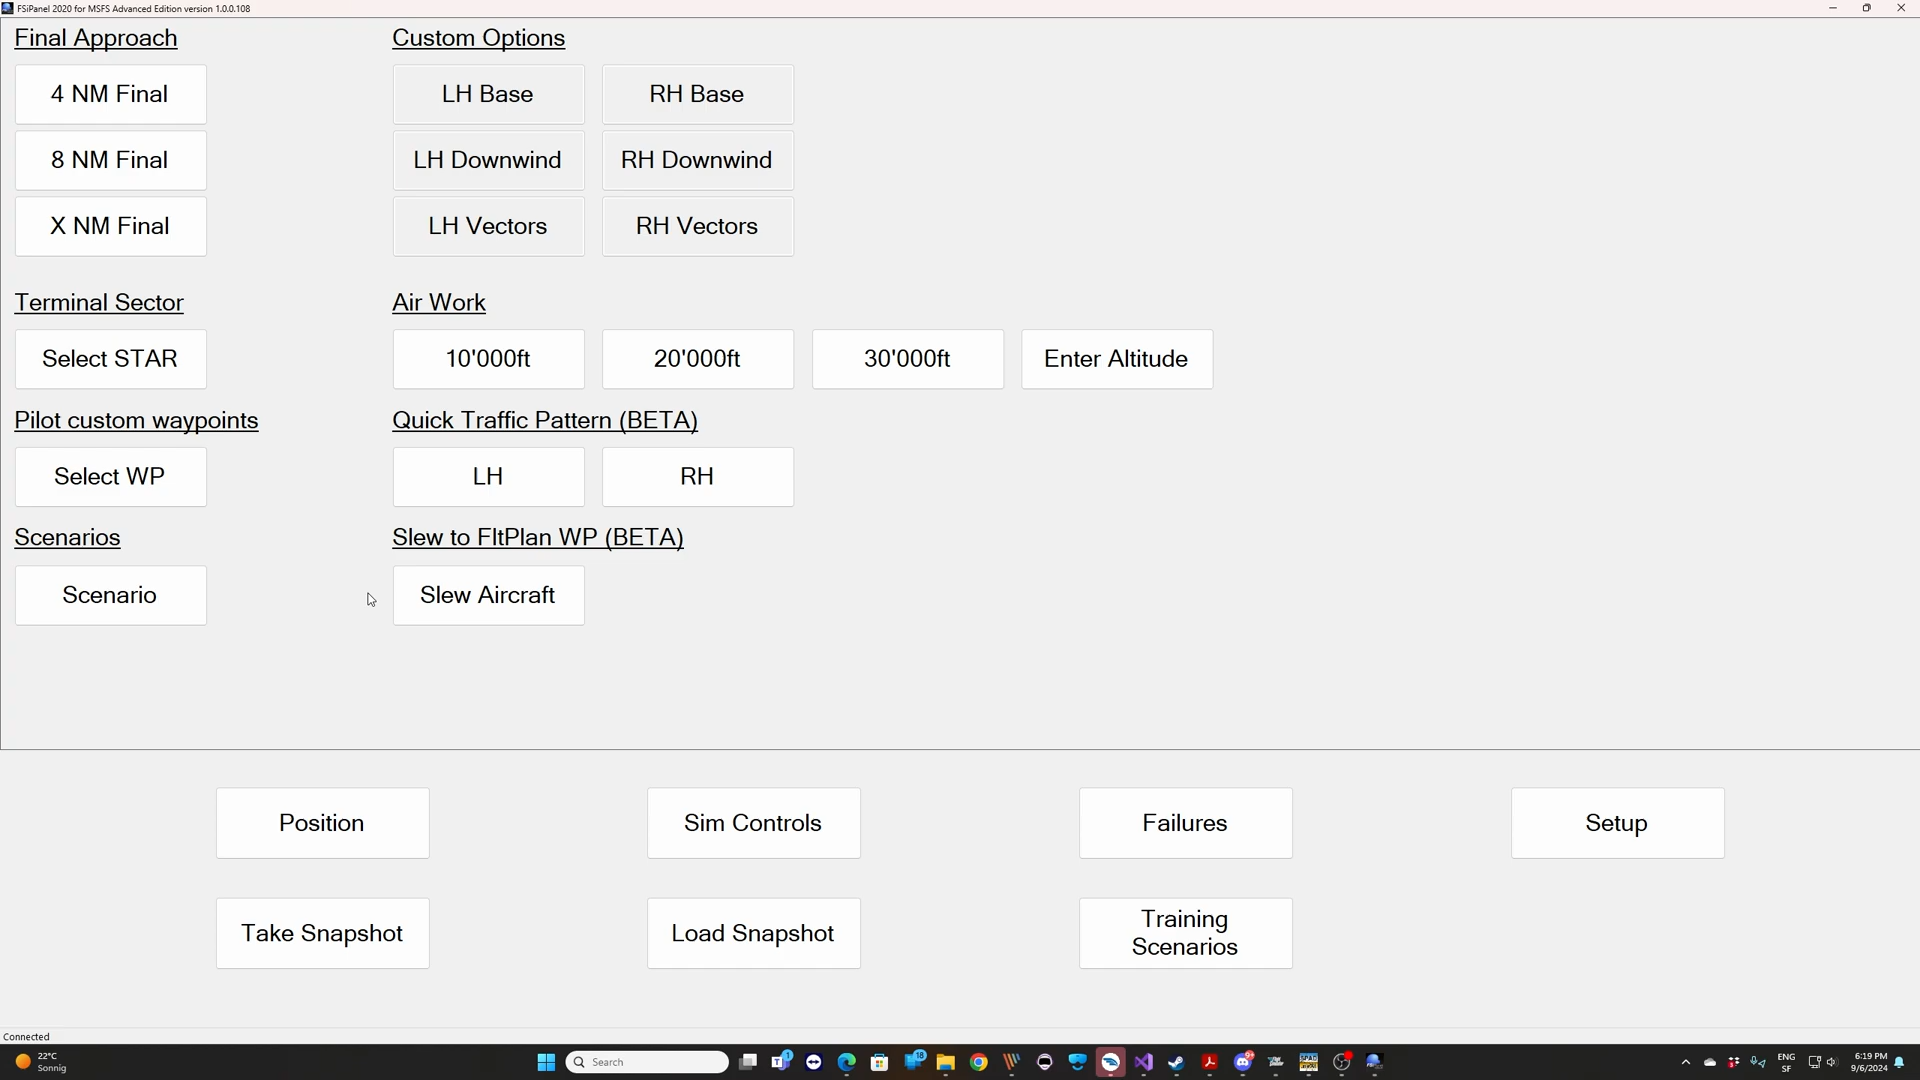 FSiPanel 2020 for MSFS Advanced Edition version 1.0.0.108
Final Approach
Custom Options
4 NM Final
LH Base
RH Base
8 NM Final
LH Downwind
RH Downwind
X NM Final
LH Vectors
RH Vectors
Terminal Sector
Air Work
Select STAR
10'000ft
20'000ft
30'000ft
Enter Altitude
Pilot custom waypoints
Quick Traffic Pattern (BETA)
Select WP
LH
RH
Scenarios
Slew to FltPlan WP (BETA)
Scenario
Slew Aircraft
Position
Sim Controls
Failures
Setup
Take Snapshot
Load Snapshot
Training
Scenarios
Connected
22°C
Sonnig
Search
1
18
9+
ENG
SF
6:19 PM
9/6/2024